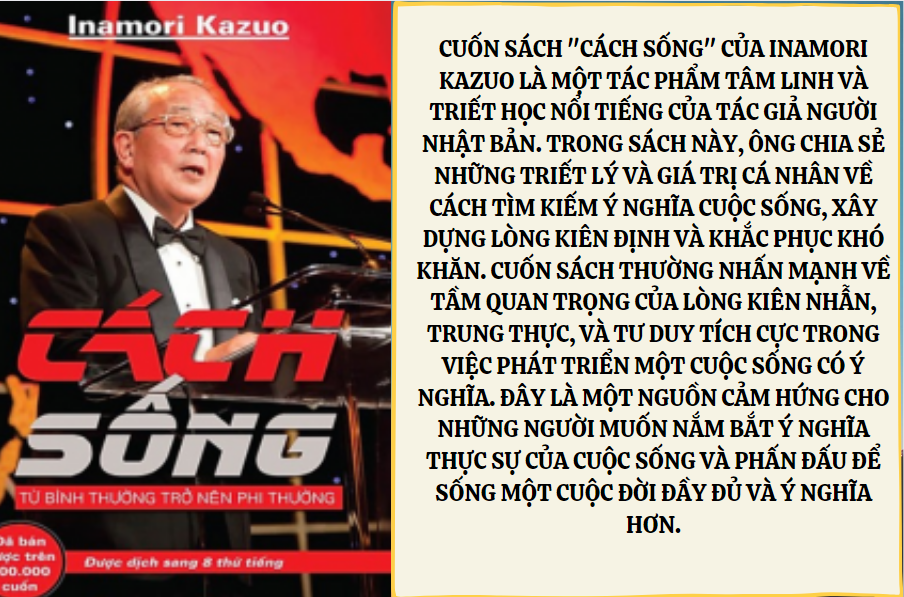 Inamori Kazuo
CÁCH
SỐNG
TỪ BÌNH THƯỜNG TRỞ NÊN PHI THƯỜNG
Đã bán
được trên
00.000
cuốn
Được dịch sang 8 thứ tiếng
CUỐN SÁCH "CÁCH SỐNG" CỦA INAMORI
KAZUO LÀ MỘT TÁC PHẨM TÂM LINH VÀ
TRIẾT HỌC NỔI TIẾNG CỦA TÁC GIẢ NGƯỜI
NHẬT BẢN. TRONG SÁCH NÀY, ÔNG CHIA SẺ
NHỮNG TRIẾT LÝ VÀ GIÁ TRỊ CÁ NHÂN VỀ
CÁCH TÌM KIẾM Ý NGHĨA CUỘC SỐNG, XÂY
DỰNG LÒNG KIÊN ĐỊNH VÀ KHẮC PHỤC KHÓ
KHĂN. CUỐN SÁCH THƯỜNG NHẤN MẠNH VỀ
TẦM QUAN TRỌNG CỦA LÒNG KIÊN NHẪN,
TRUNG THỰC, VÀ TƯ DUY TÍCH CỰC TRONG
VIỆC PHÁT TRIỂN MỘT CUỘC SỐNG CÓ Ý
NGHĨA. ĐÂY LÀ MỘT NGUỒN CẢM HỨNG CHO
NHỮNG NGƯỜI MUỐN NẮM BẮT Ý NGHĨA
THỰC SỰ CỦA CUỘC SỐNG VÀ PHẤN ĐẤU ĐỂ
SỐNG MỘT CUỘC ĐỜI ĐẦY ĐỦ VÀ Ý NGHĨA
HƠN.